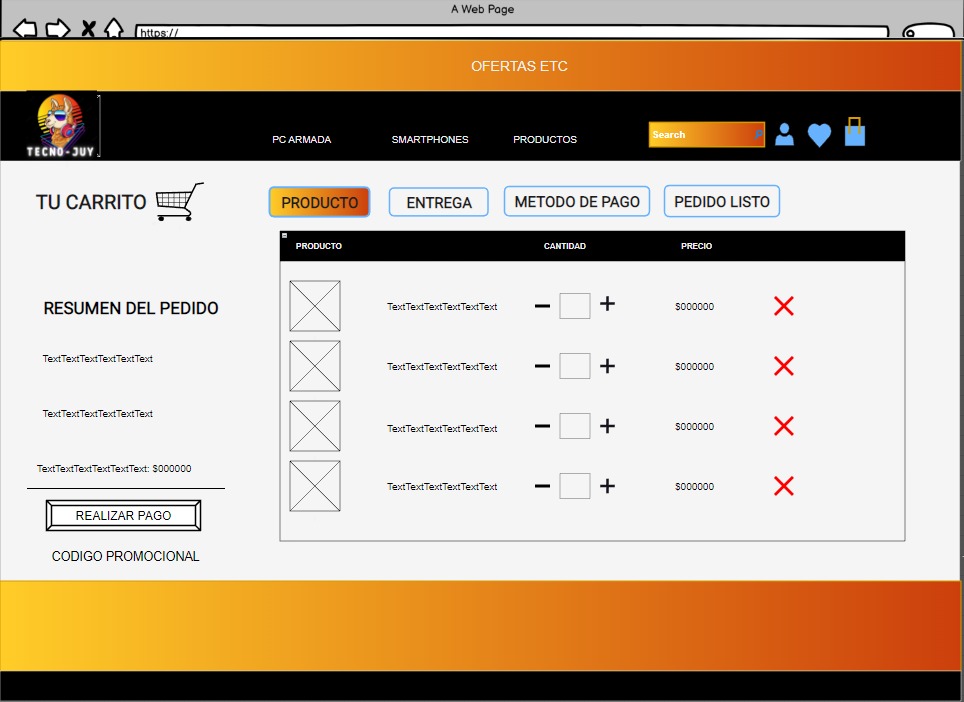 A Web Page
https://
OFERTAS ETC
TECNO-JUY
PC ARMADA
SMARTPHONES
PRODUCTOS
Search
TU CARRITO
PRODUCTO
ENTREGA
METODO DE PAGO
PEDIDO LISTO
PRODUCTO
CANTIDAD
PRECIO
TextTextTextTextTextText
$000000
TextTextTextTextTextText
$000000
TextTextTextTextTextText
$000000
TextTextTextTextTextText
$000000
RESUMEN DEL PEDIDO
TextTextTextTextTextText
TextTextTextTextTextText
TextTextTextTextTextText: $000000
REALIZAR PAGO
CODIGO PROMOCIONAL